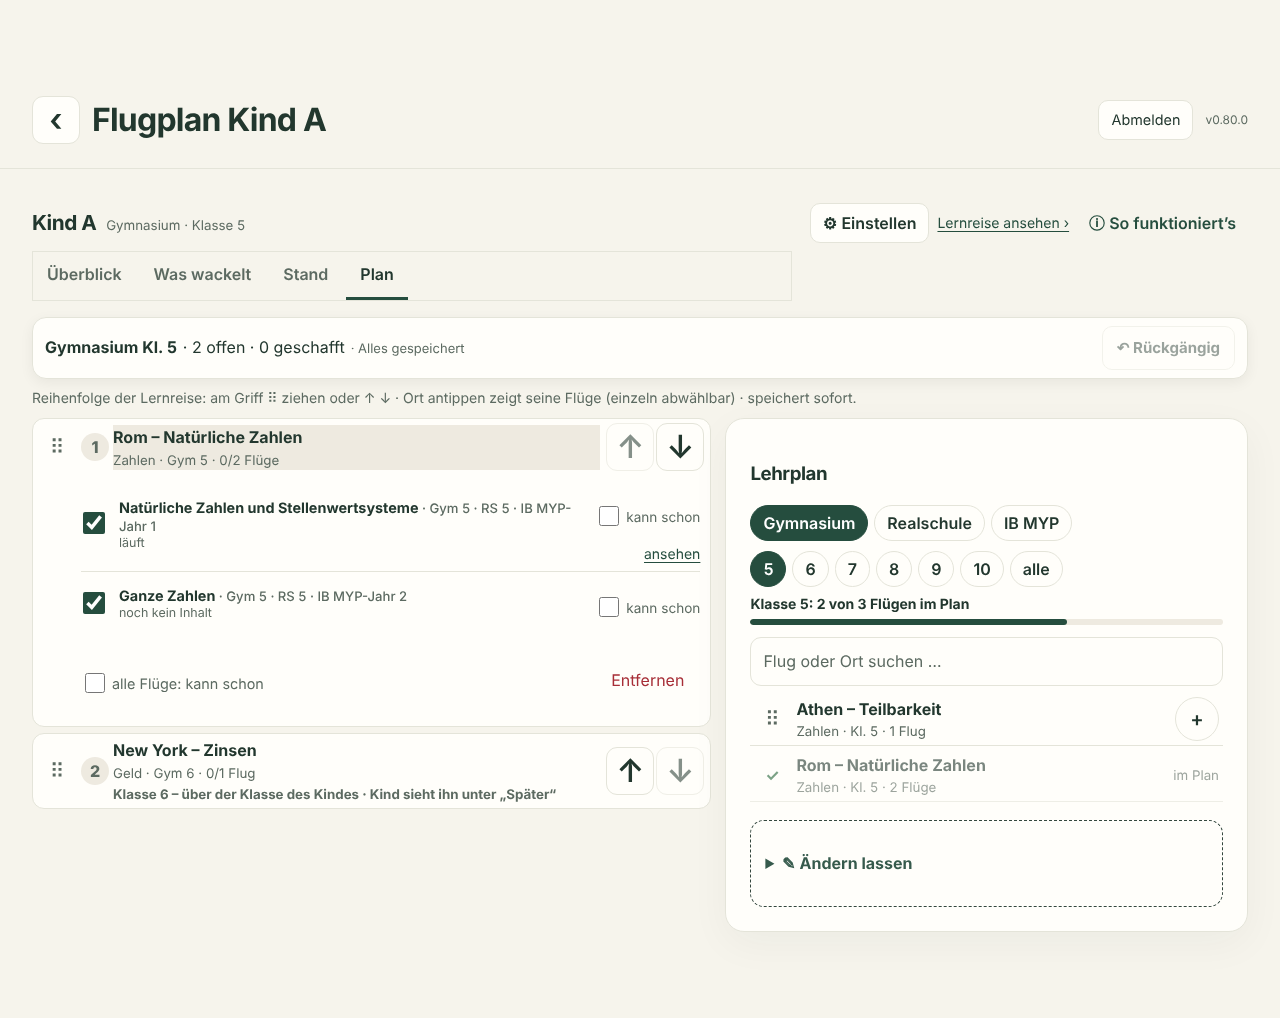 ‹ Flugplan Kind A
Abmelden v0.80.0
Kind A Gymnasium · Klasse 5
⚙ Einstellen Lernreise ansehen › ⓘ So funktioniert’s
Überblick Was wackelt Stand Plan
Gymnasium Kl. 5 · 2 offen · 0 geschafft · Alles gespeichert
↶ Rückgängig
Reihenfolge der Lernreise: am Griff ⠿ ziehen oder ↑ ↓ · Ort antippen zeigt seine Flüge (einzeln abwählbar) · speichert sofort.
⠿ 1 Rom – Natürliche Zahlen ↑ ↓
Zahlen · Gym 5 · 0/2 Flüge
Natürliche Zahlen und Stellenwertsysteme · Gym 5 · RS 5 · IB MYP-
Jahr 1
läuft
kann schon
ansehen
Ganze Zahlen · Gym 5 · RS 5 · IB MYP-Jahr 2
noch kein Inhalt
kann schon
alle Flüge: kann schon
Entfernen
⠿ 2 New York – Zinsen ↑ ↓
Geld · Gym 6 · 0/1 Flug
Klasse 6 – über der Klasse des Kindes · Kind sieht ihn unter „Später“
Lehrplan
Gymnasium Realschule IB MYP
5 6 7 8 9 10 alle
Klasse 5: 2 von 3 Flügen im Plan
Flug oder Ort suchen …
⠿ Athen – Teilbarkeit +
Zahlen · Kl. 5 · 1 Flug
✓ Rom – Natürliche Zahlen im Plan
Zahlen · Kl. 5 · 2 Flüge
▶ ✎ Ändern lassen